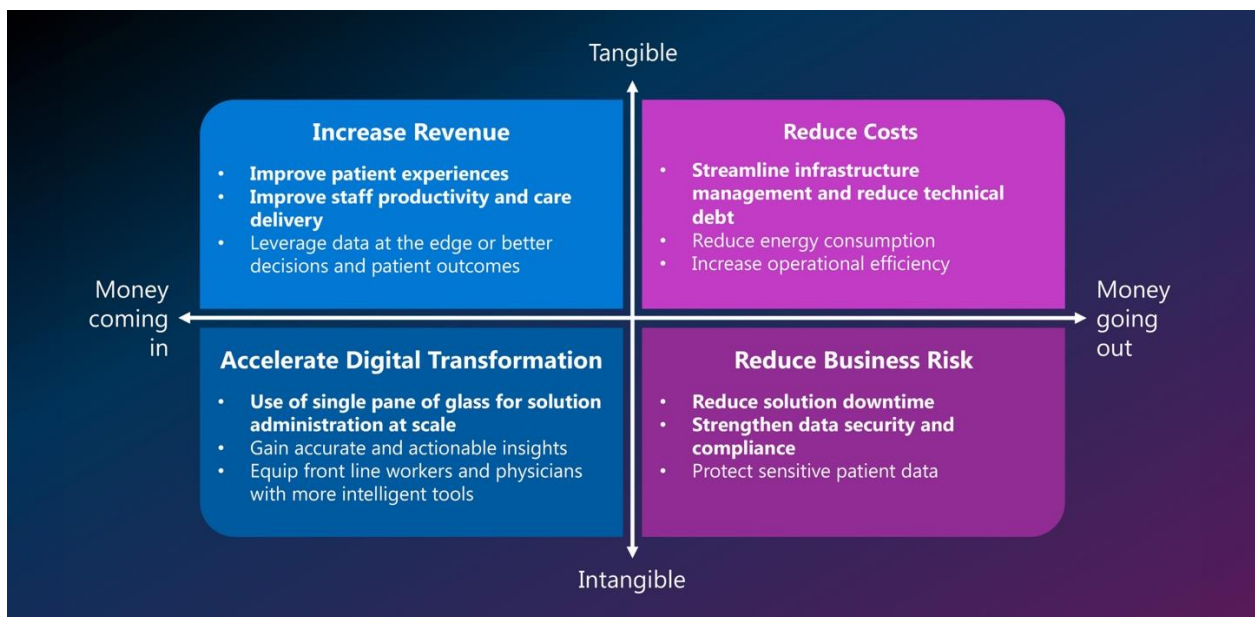 Tangible
Increase Revenue
• Improve patient experiences
• Improve staff productivity and care
delivery
• Leverage data at the edge or better
decisions and patient outcomes
Reduce Costs
• Streamline infrastructure
management and reduce technical
debt
• Reduce energy consumption
• Increase operational efficiency
Money
coming
in
Money
going
out
Accelerate Digital Transformation
• Use of single pane of glass for solution
administration at scale
• Gain accurate and actionable insights
• Equip front line workers and physicians
with more intelligent tools
Reduce Business Risk
• Reduce solution downtime
• Strengthen data security and
compliance
• Protect sensitive patient data
Intangible